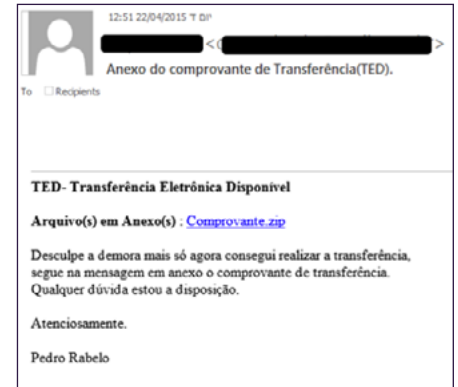 12:51 22/04/2015 יום ד
< >
Anexo do comprovante de Transferência(TED).
To Recipients
TED- Transferência Eletrônica Disponível
Arquivo(s) em Anexo(s) : Comprovante.zip
Desculpe a demora mais só agora consegui realizar a transferência,
segue na mensagem em anexo o comprovante de transferência.
Qualquer dúvida estou a disposição.
Atenciosamente.
Pedro Rabelo